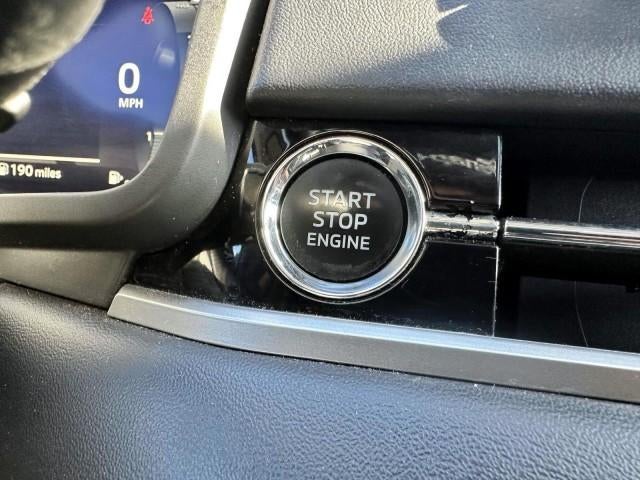 0
MPH
190 miles
START
STOP
ENGINE